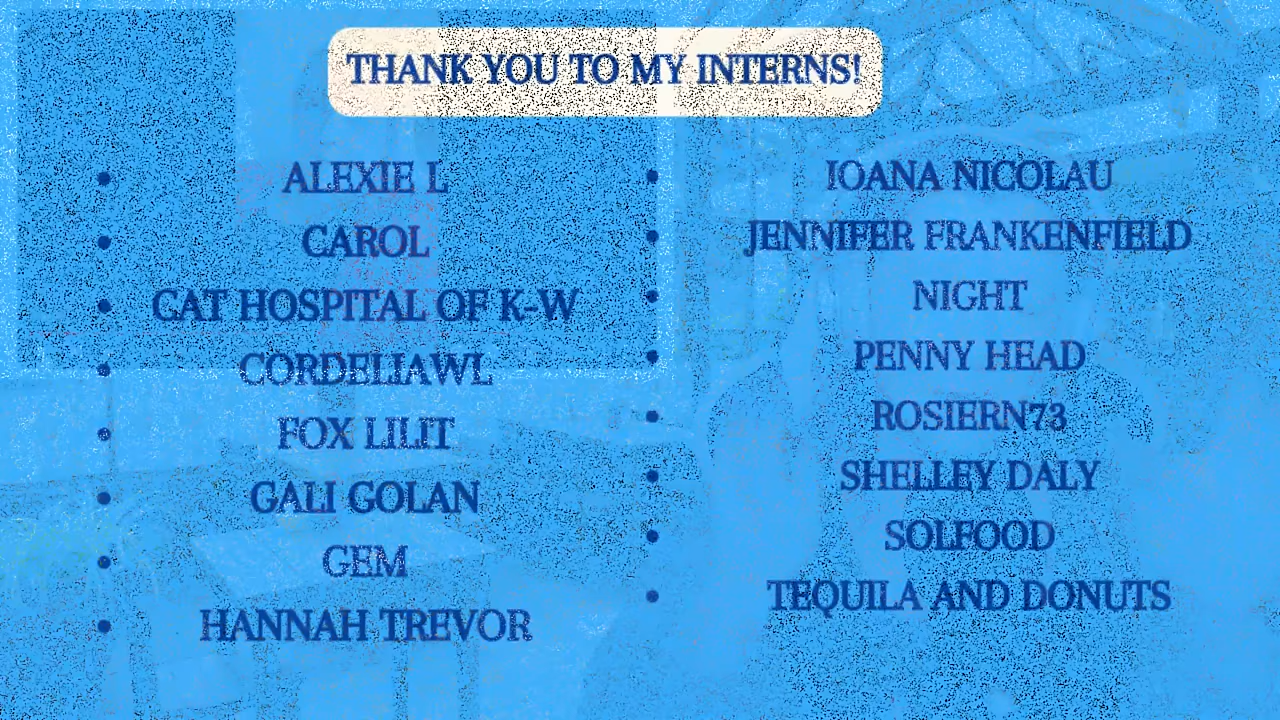 THANK YOU TO MY INTERNS!
ALEXIE L
CAROL
CAT HOSPITAL OF K-W
CORDELIAWL
FOX LILIT
GALI GOLAN
GEM
HANNAH TREVOR
IOANA NICOLAU
JENNIFER FRANKENFIELD
NIGHT
PENNY HEAD
ROSIERN73
SHELLEY DALY
SOLFOOD
TEQUILA AND DONUTS